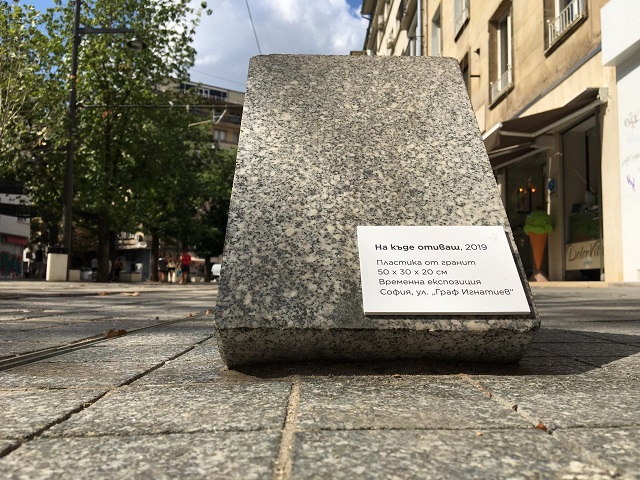 На къде отиваш, 2019
Пластика от гранит
50 x 30 x 20 см
Временна експозиция
София, ул. „Граф Игнатиев"